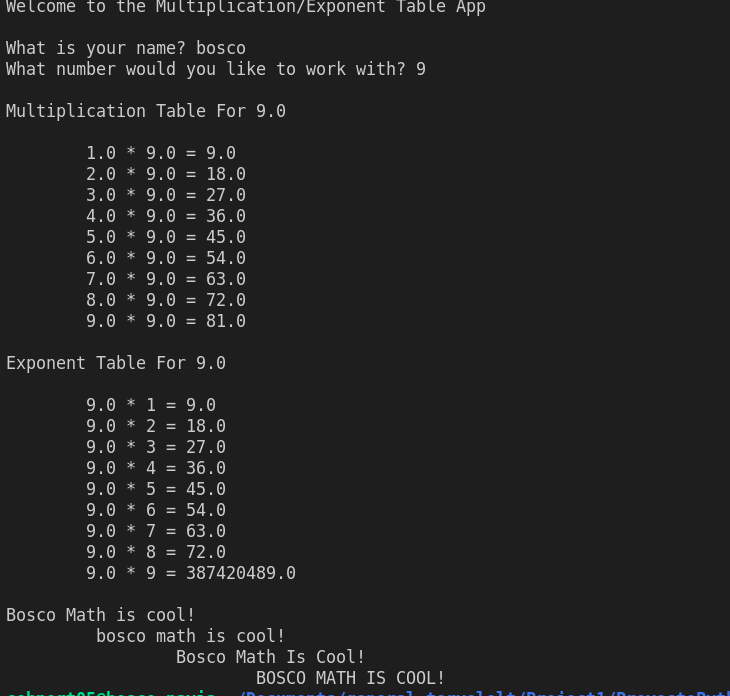 Welcome to the Multiplication/Exponent Table App
What is your name? bosco
What number would you like to work with? 9
Multiplication Table For 9.0
1.0 * 9.0 = 9.0
2.0 * 9.0 = 18.0
3.0 * 9.0 = 27.0
4.0 * 9.0 = 36.0
5.0 * 9.0 = 45.0
6.0 * 9.0 = 54.0
7.0 * 9.0 = 63.0
8.0 * 9.0 = 72.0
9.0 * 9.0 = 81.0
Exponent Table For 9.0
9.0 * 1 = 9.0
9.0 * 2 = 18.0
9.0 * 3 = 27.0
9.0 * 4 = 36.0
9.0 * 5 = 45.0
9.0 * 6 = 54.0
9.0 * 7 = 63.0
9.0 * 8 = 72.0
9.0 * 9 = 387420489.0
Bosco Math is cool!
bosco math is cool!
Bosco Math Is Cool!
BOSCO MATH IS COOL!